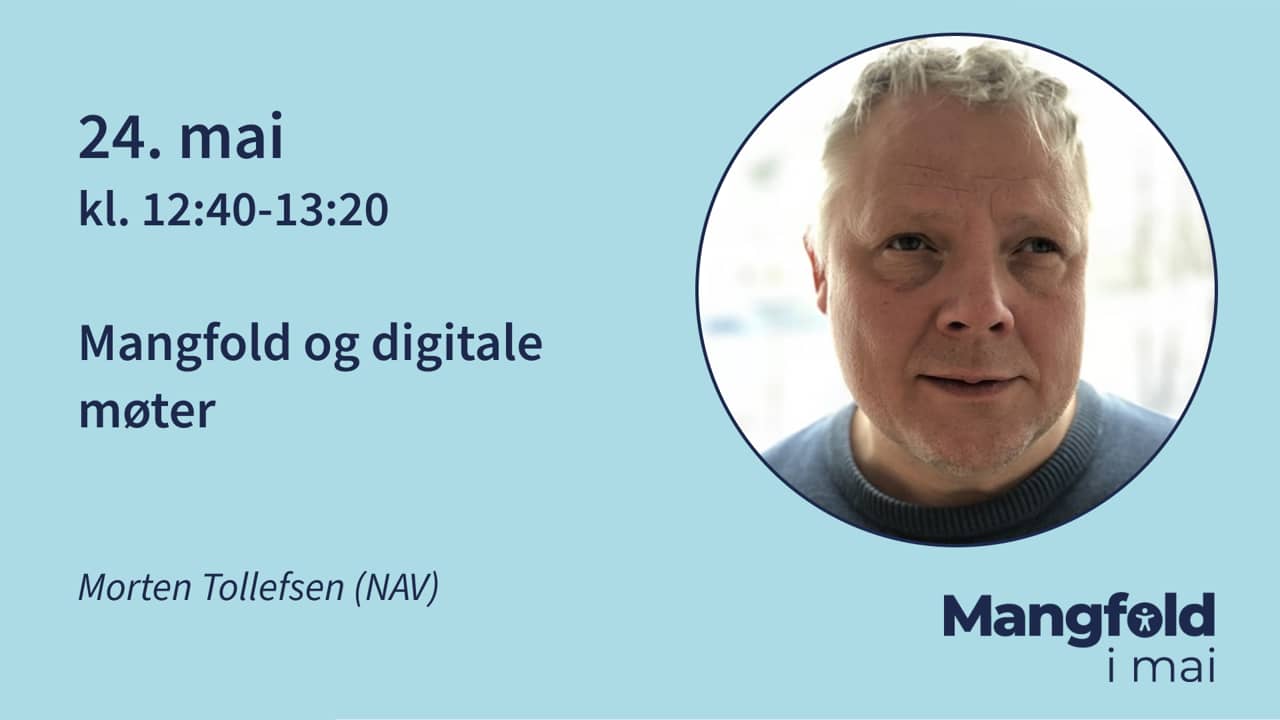 24. mai
kl. 12:40-13:20
Mangfold og digitale
møter
Morten Tollefsen (NAV)
Mangfold
i mai